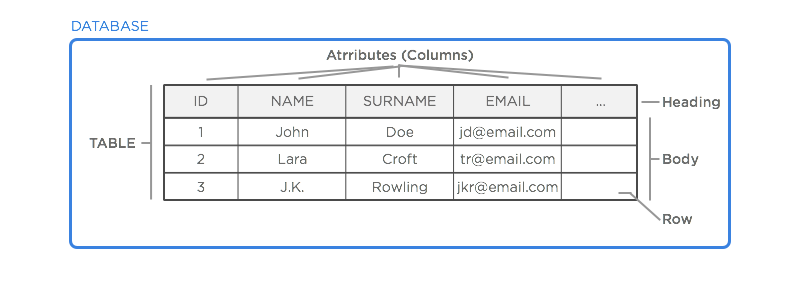 DATABASE
Atrributes (Columns)
ID NAME SURNAME EMAIL ... Heading
1 John Doe jd@email.com
TABLE
2 Lara Croft tr@email.com Body
3 J.K. Rowling jkr@email.com
Row